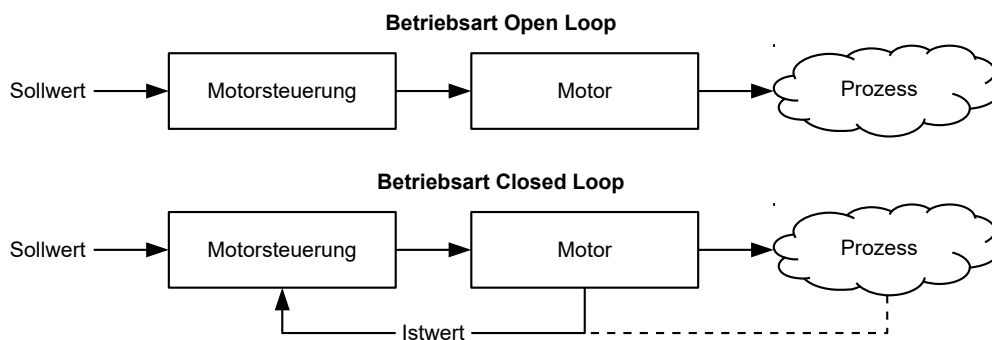 Betriebsart Open Loop
Sollwert
Motorsteuerung
Motor
Prozess
Betriebsart Closed Loop
Sollwert
Motorsteuerung
Motor
Prozess
Istwert